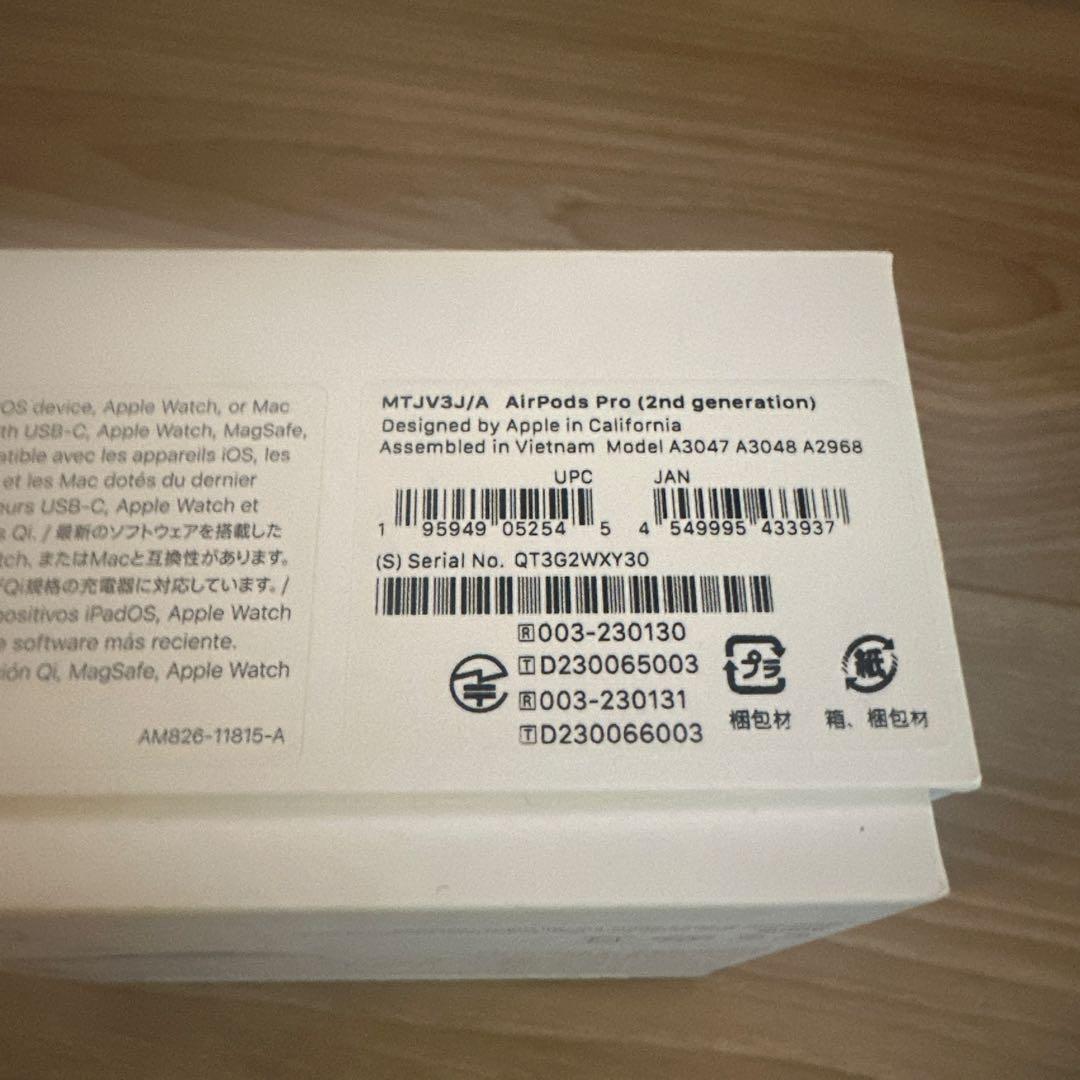 OS device, Apple Watch, or Mac
th USB-C, Apple Watch, MagSafe,
atible avec les appareils iOS, les
et les Mac dotés du dernier
eurs USB-C, Apple Watch et
s Qi. / 最新のソフトウェアを搭載した
tch, またはMacと互換性があります。
Qi規格の充電器に対応しています。 /
positivos iPadOS, Apple Watch
e software más reciente.
ión Qi, MagSafe, Apple Watch
AM826-11815-A
MTJV3J/A AirPods Pro (2nd generation)
Designed by Apple in California
Assembled in Vietnam Model A3047 A3048 A2968
UPC JAN
1 95949 05254 5 4 549995 433937
(S) Serial No. QT3G2WXY30
R 003-230130
T D230065003
R 003-230131
T D230066003
プラ
梱包材
紙
箱、梱包材